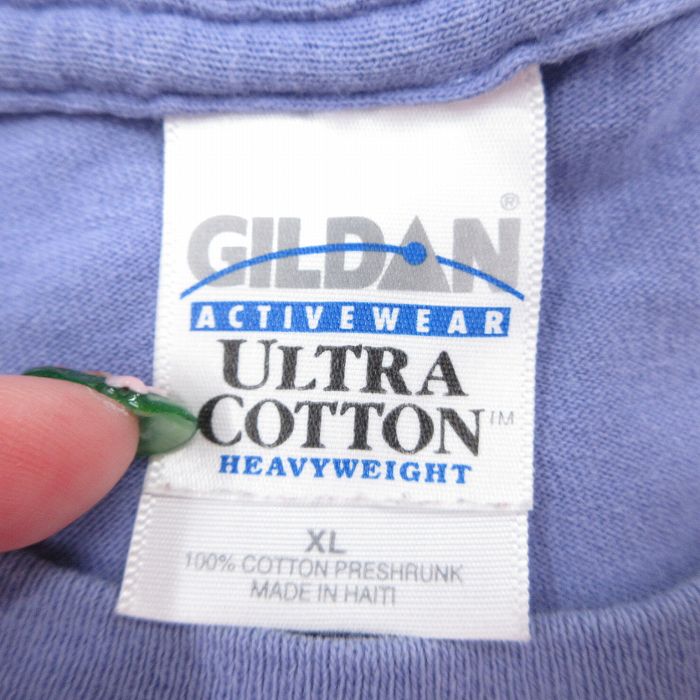 GILDAN®
ACTIVEWEAR
ULTRA
COTTON™
HEAVYWEIGHT
XL
100% COTTON PRESHRUNK
MADE IN HAITI